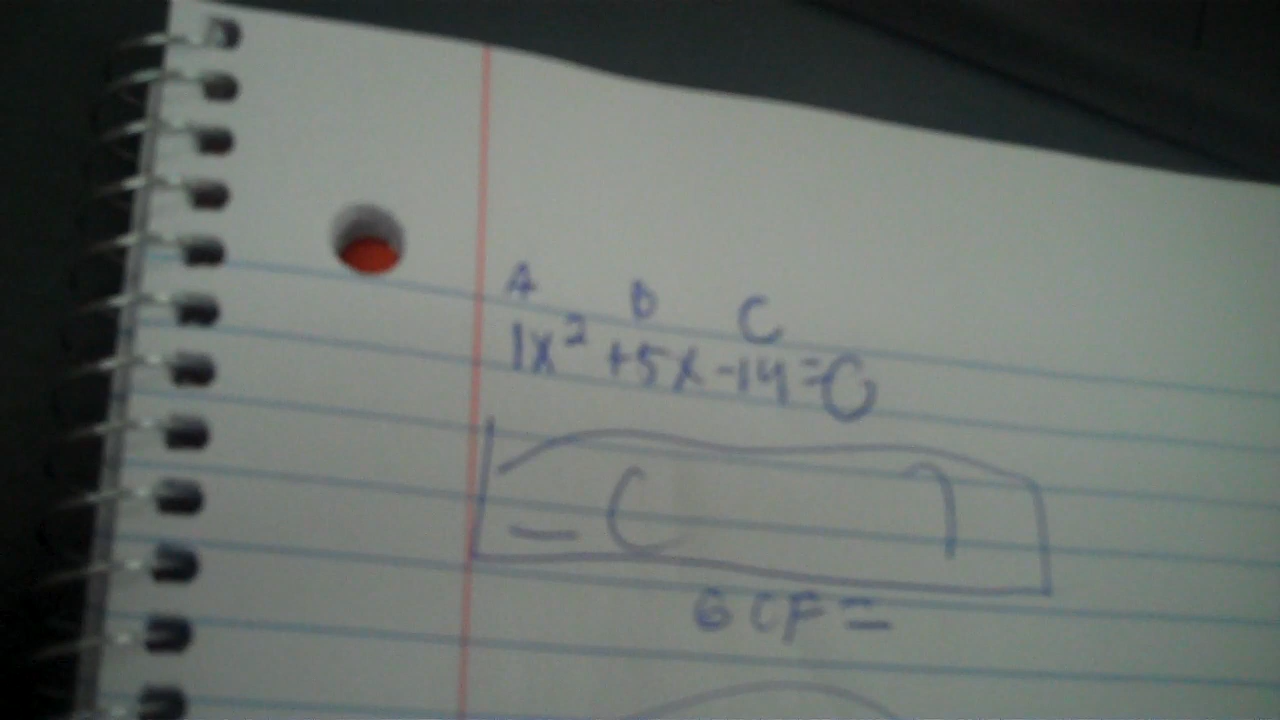 A B C
1x² +5x-14=0
_ ( )
GCF =